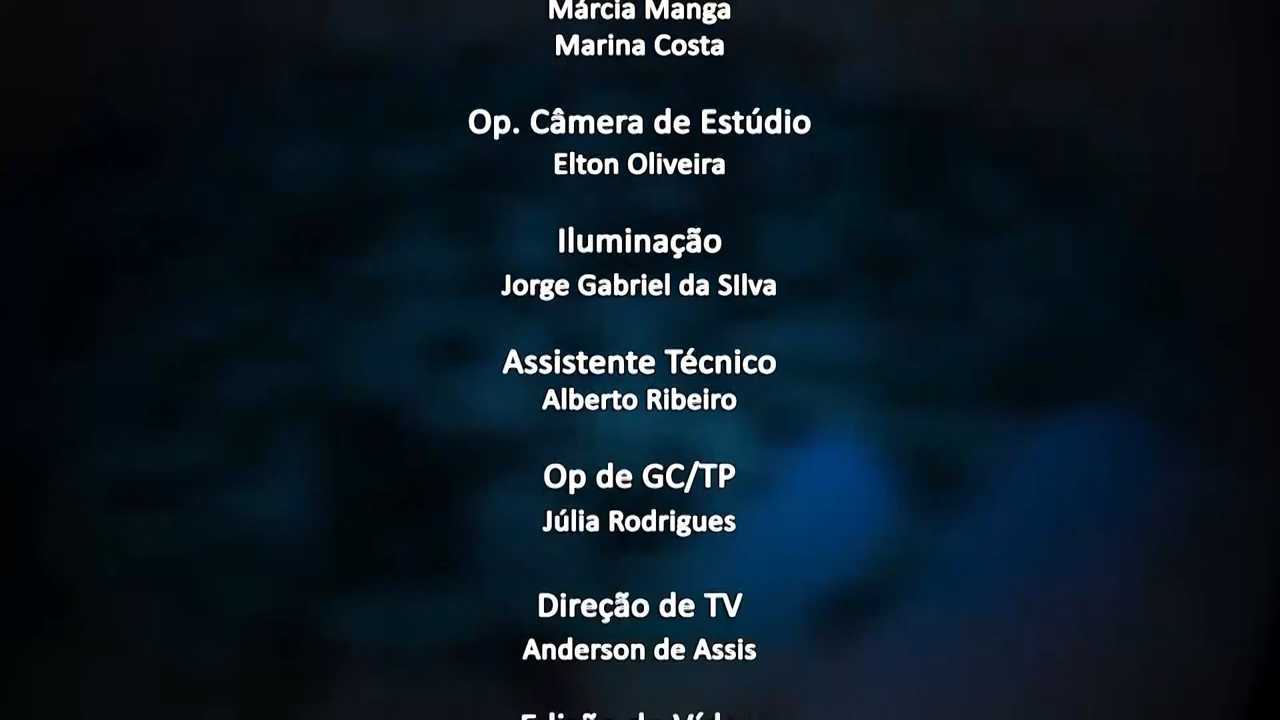 Márcia Manga
Marina Costa
Op. Câmera de Estúdio
Elton Oliveira
Iluminação
Jorge Gabriel da SIlva
Assistente Técnico
Alberto Ribeiro
Op de GC/TP
Júlia Rodrigues
Direção de TV
Anderson de Assis